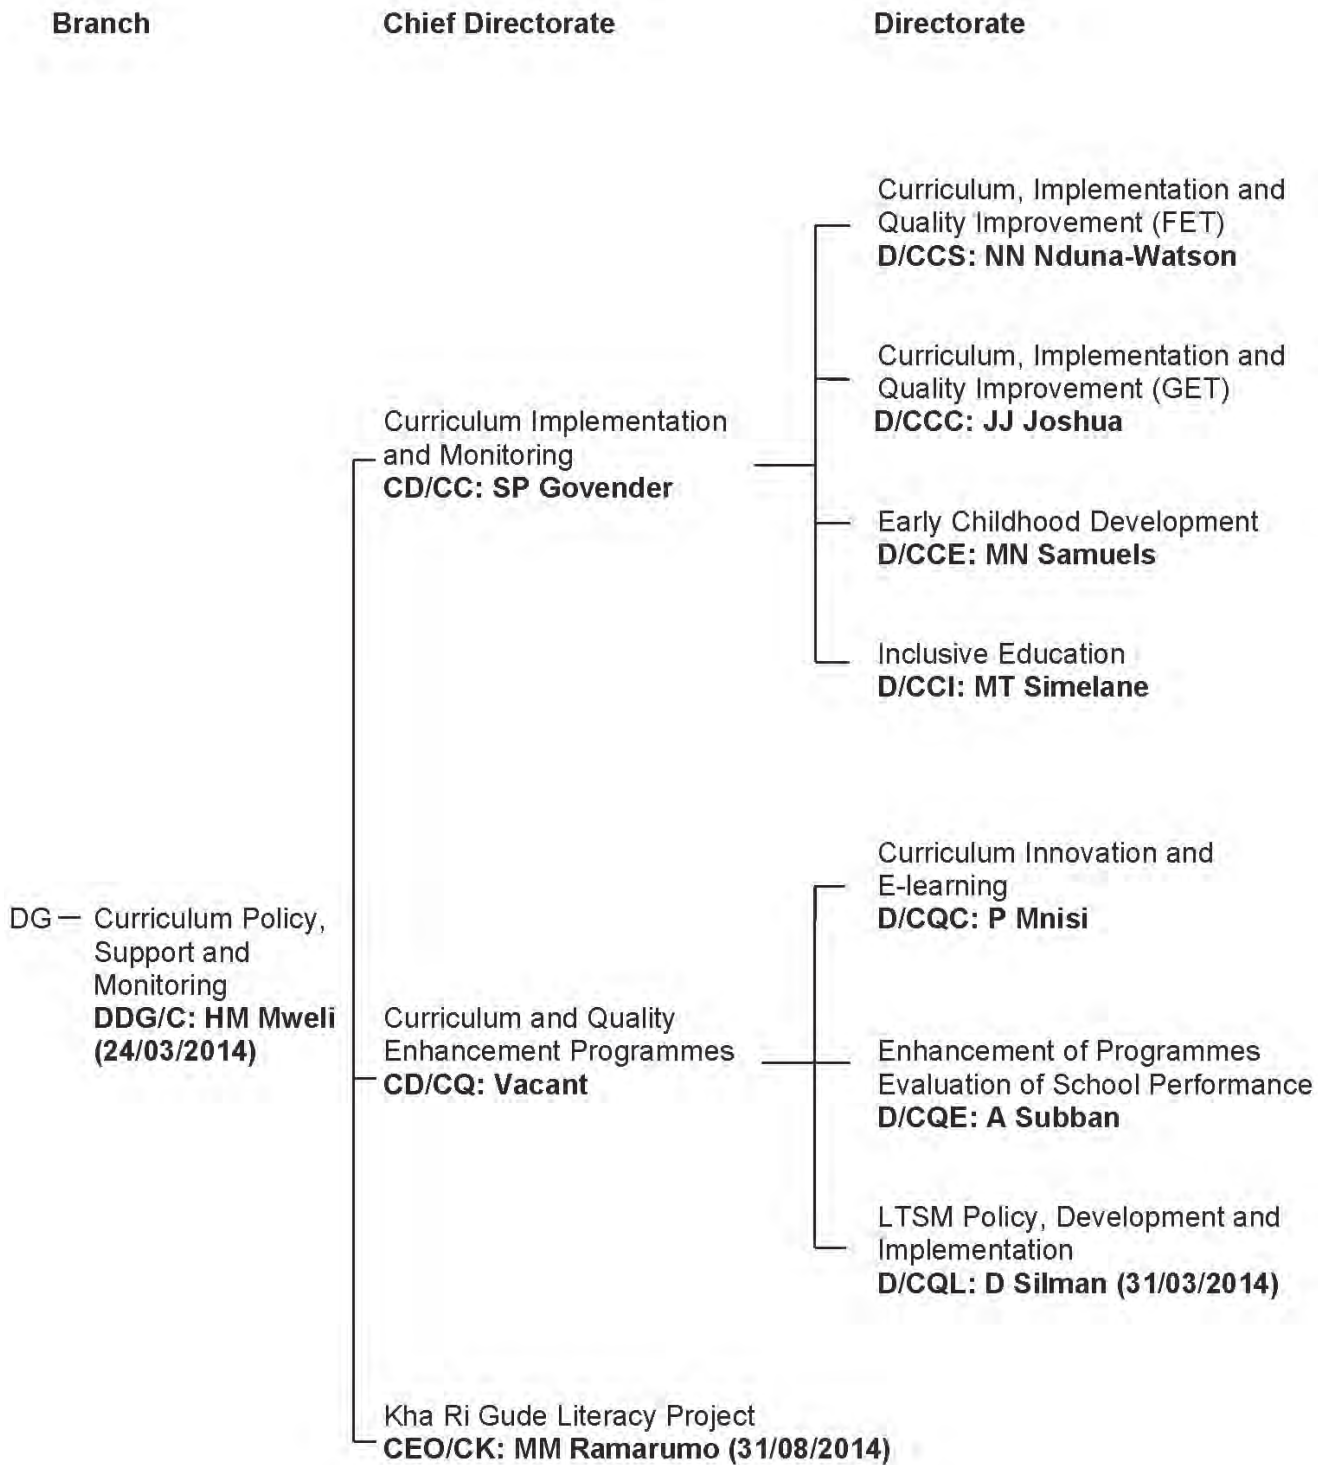 Branch
Chief Directorate
Directorate
Curriculum, Implementation and
Quality Improvement (FET)
D/CCS: NN Nduna-Watson
Curriculum, Implementation and
Quality Improvement (GET)
D/CCC: JJ Joshua
Curriculum Implementation
and Monitoring
CD/CC: SP Govender
Early Childhood Development
D/CCE: MN Samuels
Inclusive Education
D/CCI: MT Simelane
Curriculum Innovation and
E-learning
D/CQC: P Mnisi
DG
Curriculum Policy,
Support and
Monitoring
DDG/C: HM Mweli
(24/03/2014)
Curriculum and Quality
Enhancement Programmes
CD/CQ: Vacant
Enhancement of Programmes
Evaluation of School Performance
D/CQE: A Subban
LTSM Policy, Development and
Implementation
D/CQL: D Silman (31/03/2014)
Kha Ri Gude Literacy Project
CEO/CK: MM Ramarumo (31/08/2014)